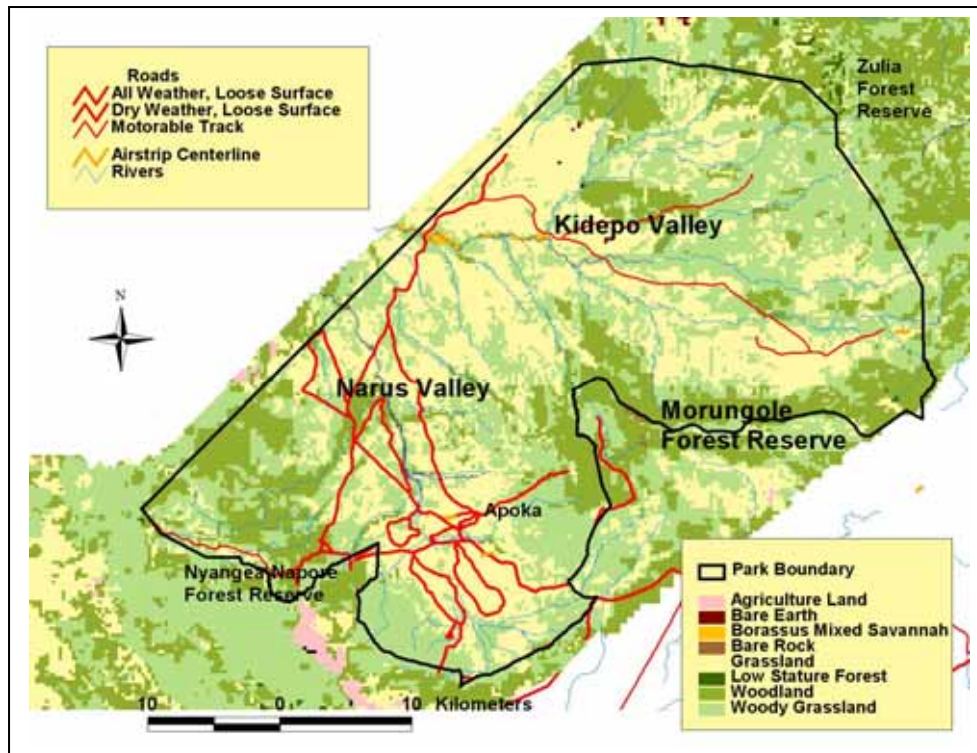 Roads
All Weather, Loose Surface
Dry Weather, Loose Surface
Motorable Track
Airstrip Centerline
Rivers
Zulia
Forest
Reserve
Kidepo Valley
N
Narus Valley
Morungole
Forest Reserve
Apoka
Nyangea Napore
Forest Reserve
Park Boundary
Agriculture Land
Bare Earth
Borassus Mixed Savannah
Bare Rock
Grassland
Low Stature Forest
Woodland
Woody Grassland
10 0 10
Kilometers